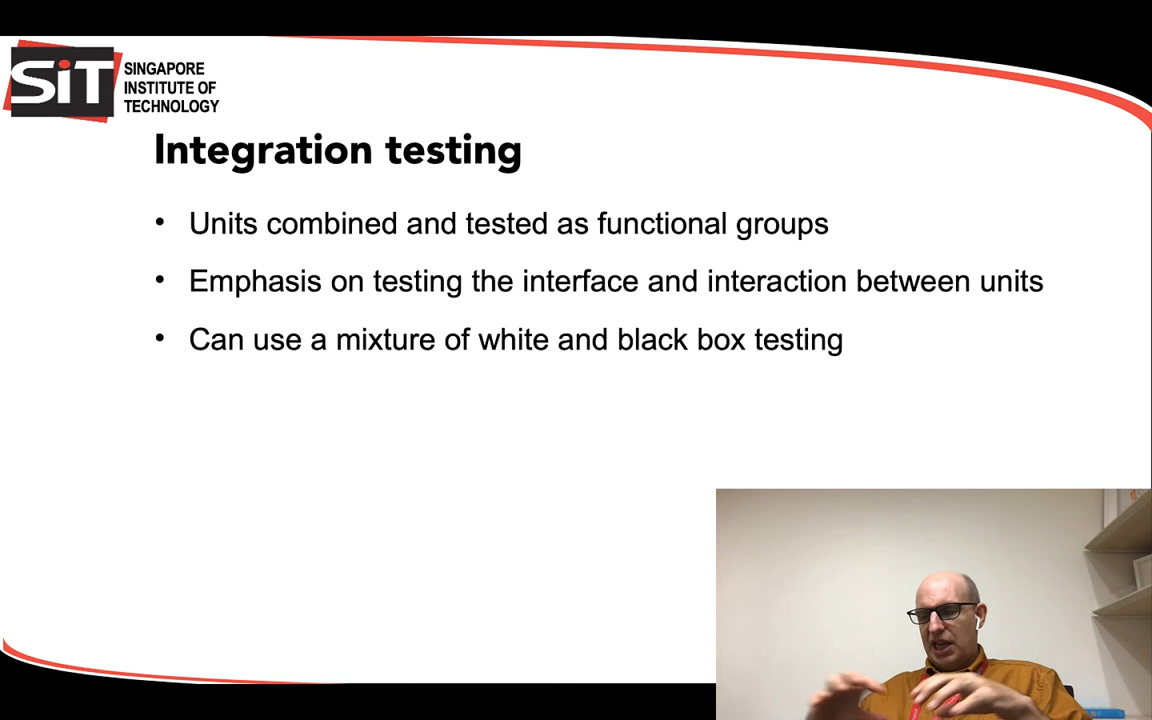 SiT
SINGAPORE
INSTITUTE OF
TECHNOLOGY
Integration testing
• Units combined and tested as functional groups
• Emphasis on testing the interface and interaction between units
• Can use a mixture of white and black box testing